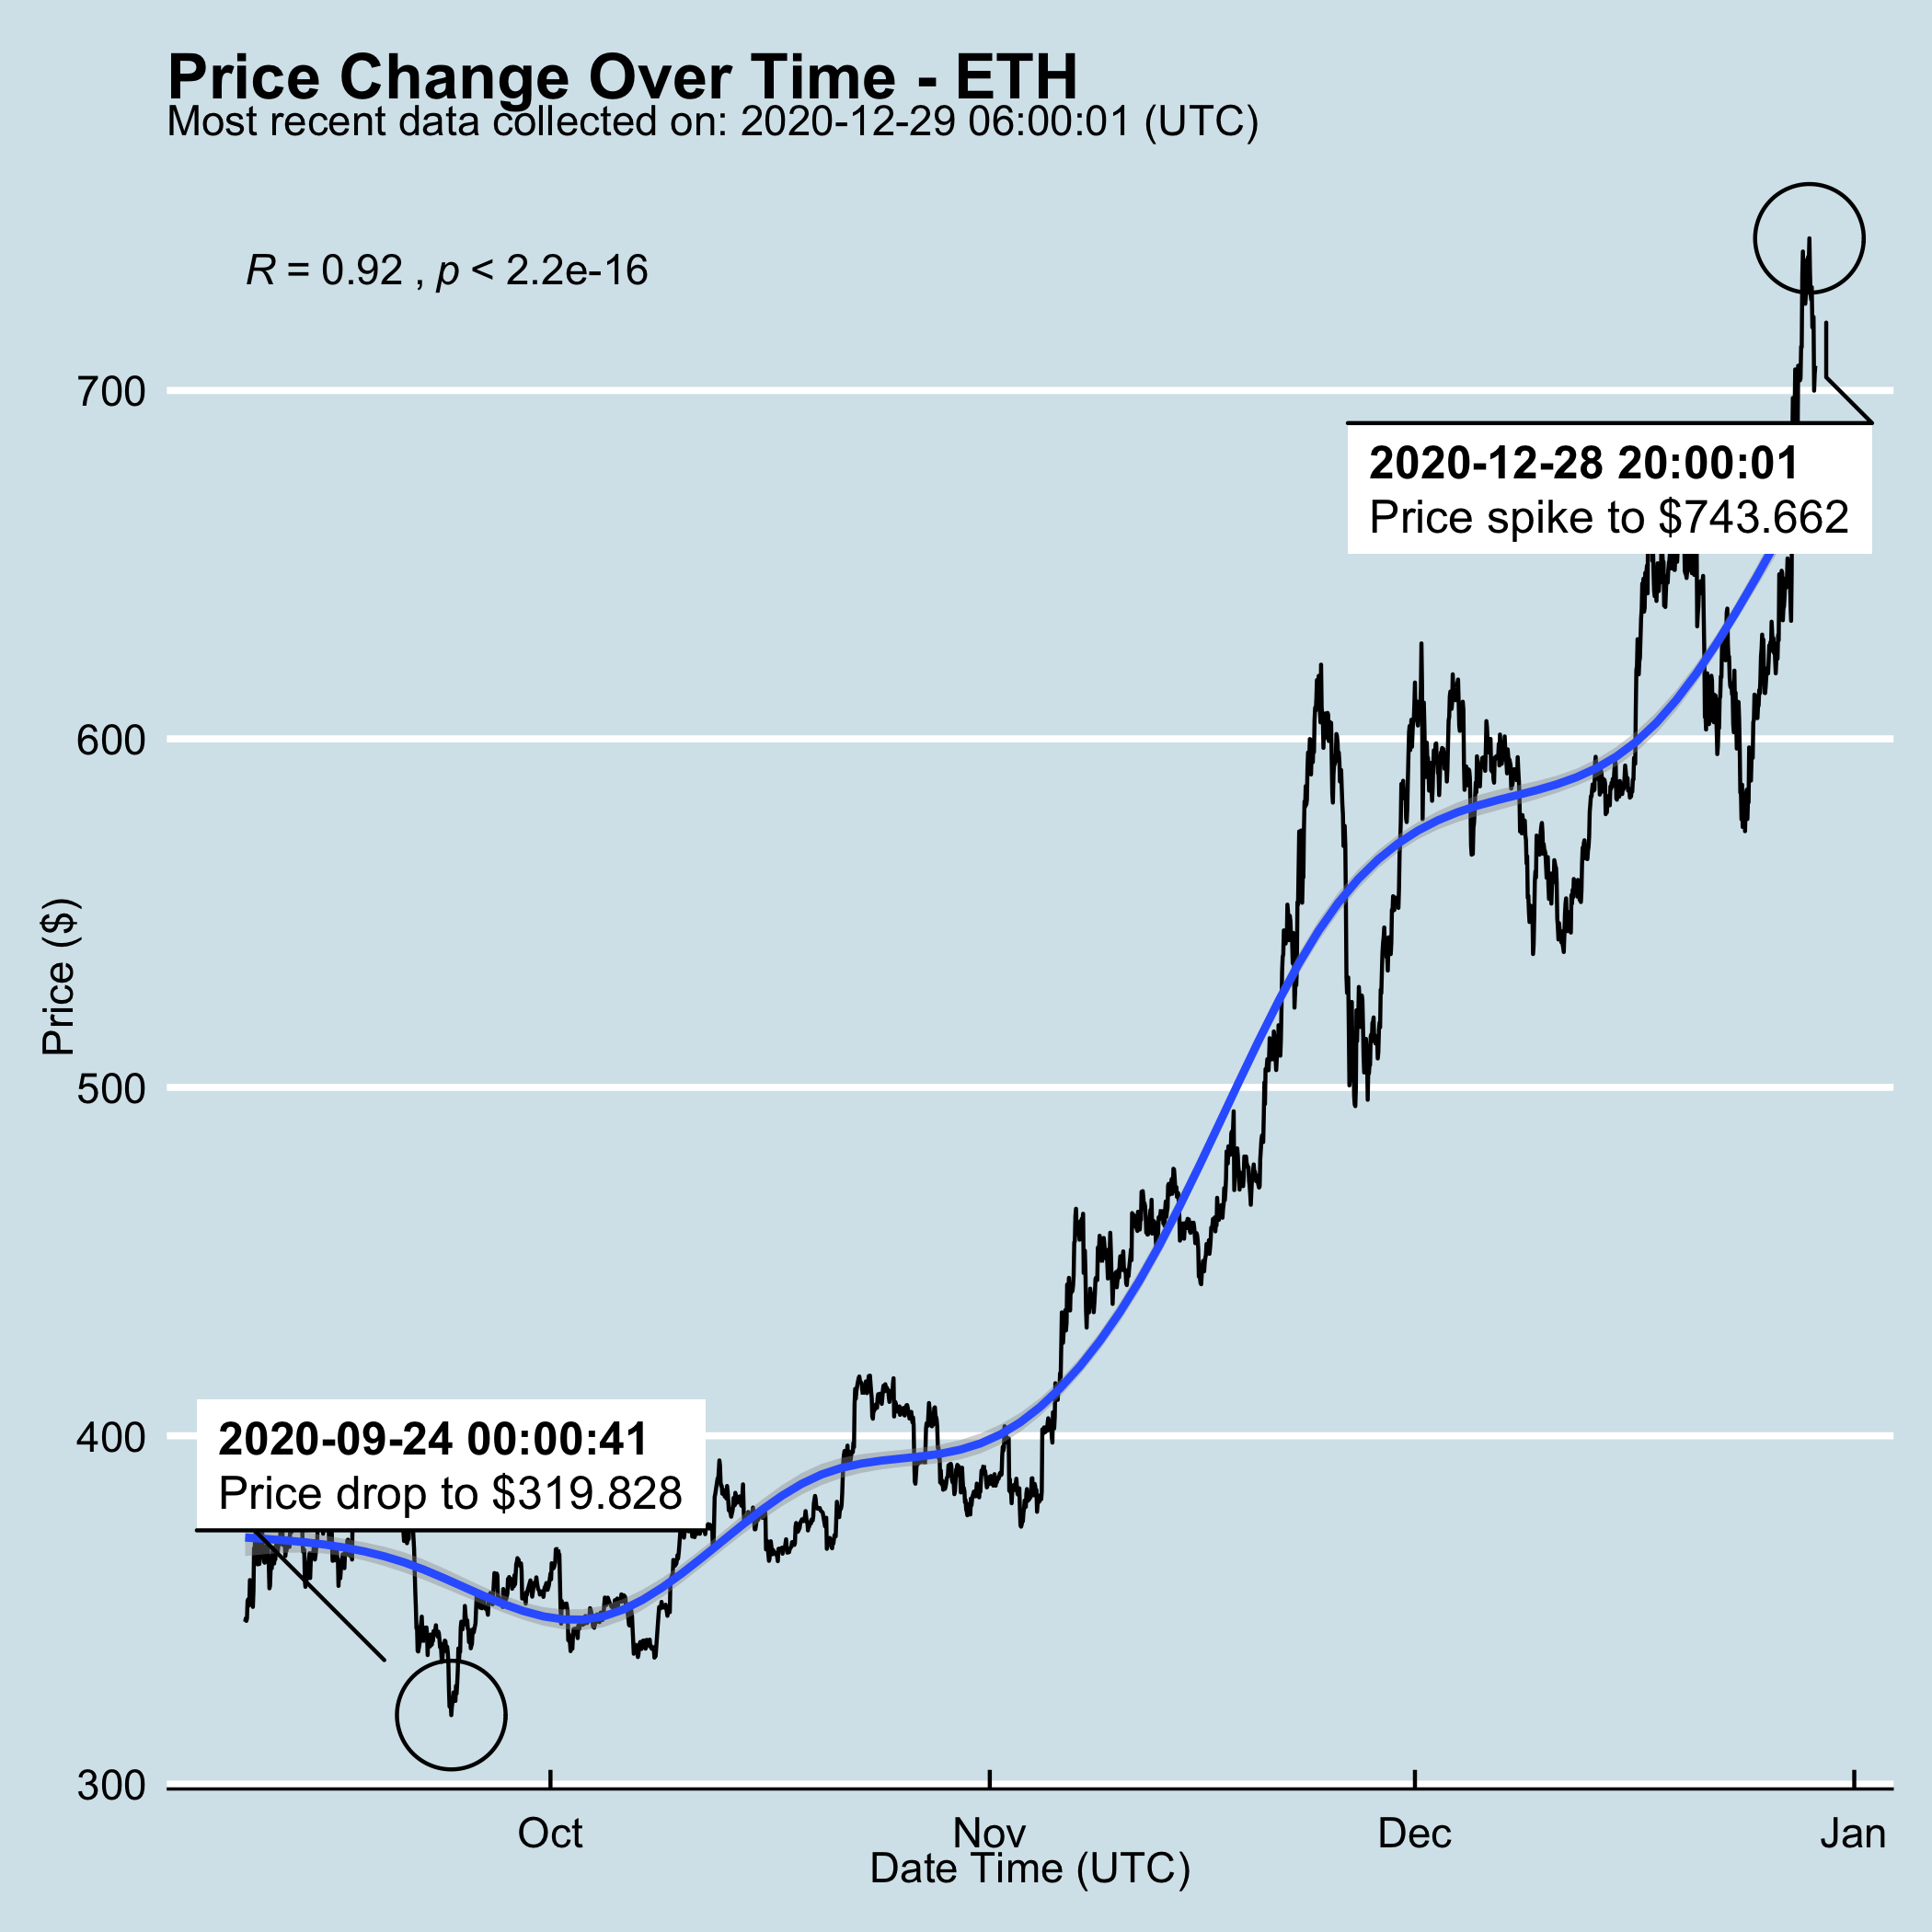 Price Change Over Time - ETH
Most recent data collected on: 2020-12-29 06:00:01 (UTC)
R = 0.92 , p < 2.2e-16
700
2020-12-28 20:00:01
Price spike to $743.662
600
Price ($)
500
400
2020-09-24 00:00:41
Price drop to $319.828
300
Oct
Nov
Dec
Jan
Date Time (UTC)